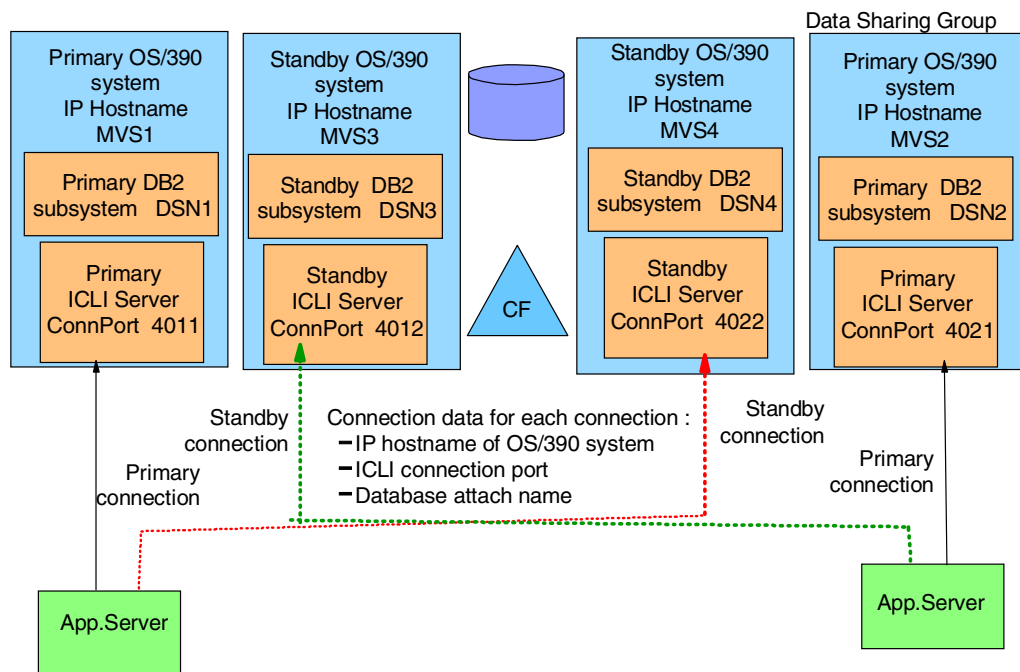 Data Sharing Group
Primary OS/390
system
IP Hostname
MVS1
Primary DB2
subsystem DSN1
Primary
ICLI Server
ConnPort 4011
Standby OS/390
system
IP Hostname
MVS3
Standby DB2
subsystem DSN3
Standby
ICLI Server
ConnPort 4012
CF
Standby OS/390
system
IP Hostname
MVS4
Standby DB2
subsystem DSN4
Standby
ICLI Server
ConnPort 4022
Primary OS/390
system
IP Hostname
MVS2
Primary DB2
subsystem DSN2
Primary
ICLI Server
ConnPort 4021
Primary
connection
Standby
connection
Connection data for each connection :
–IP hostname of OS/390 system
–ICLI connection port
–Database attach name
Standby
connection
Primary
connection
App.Server
App.Server